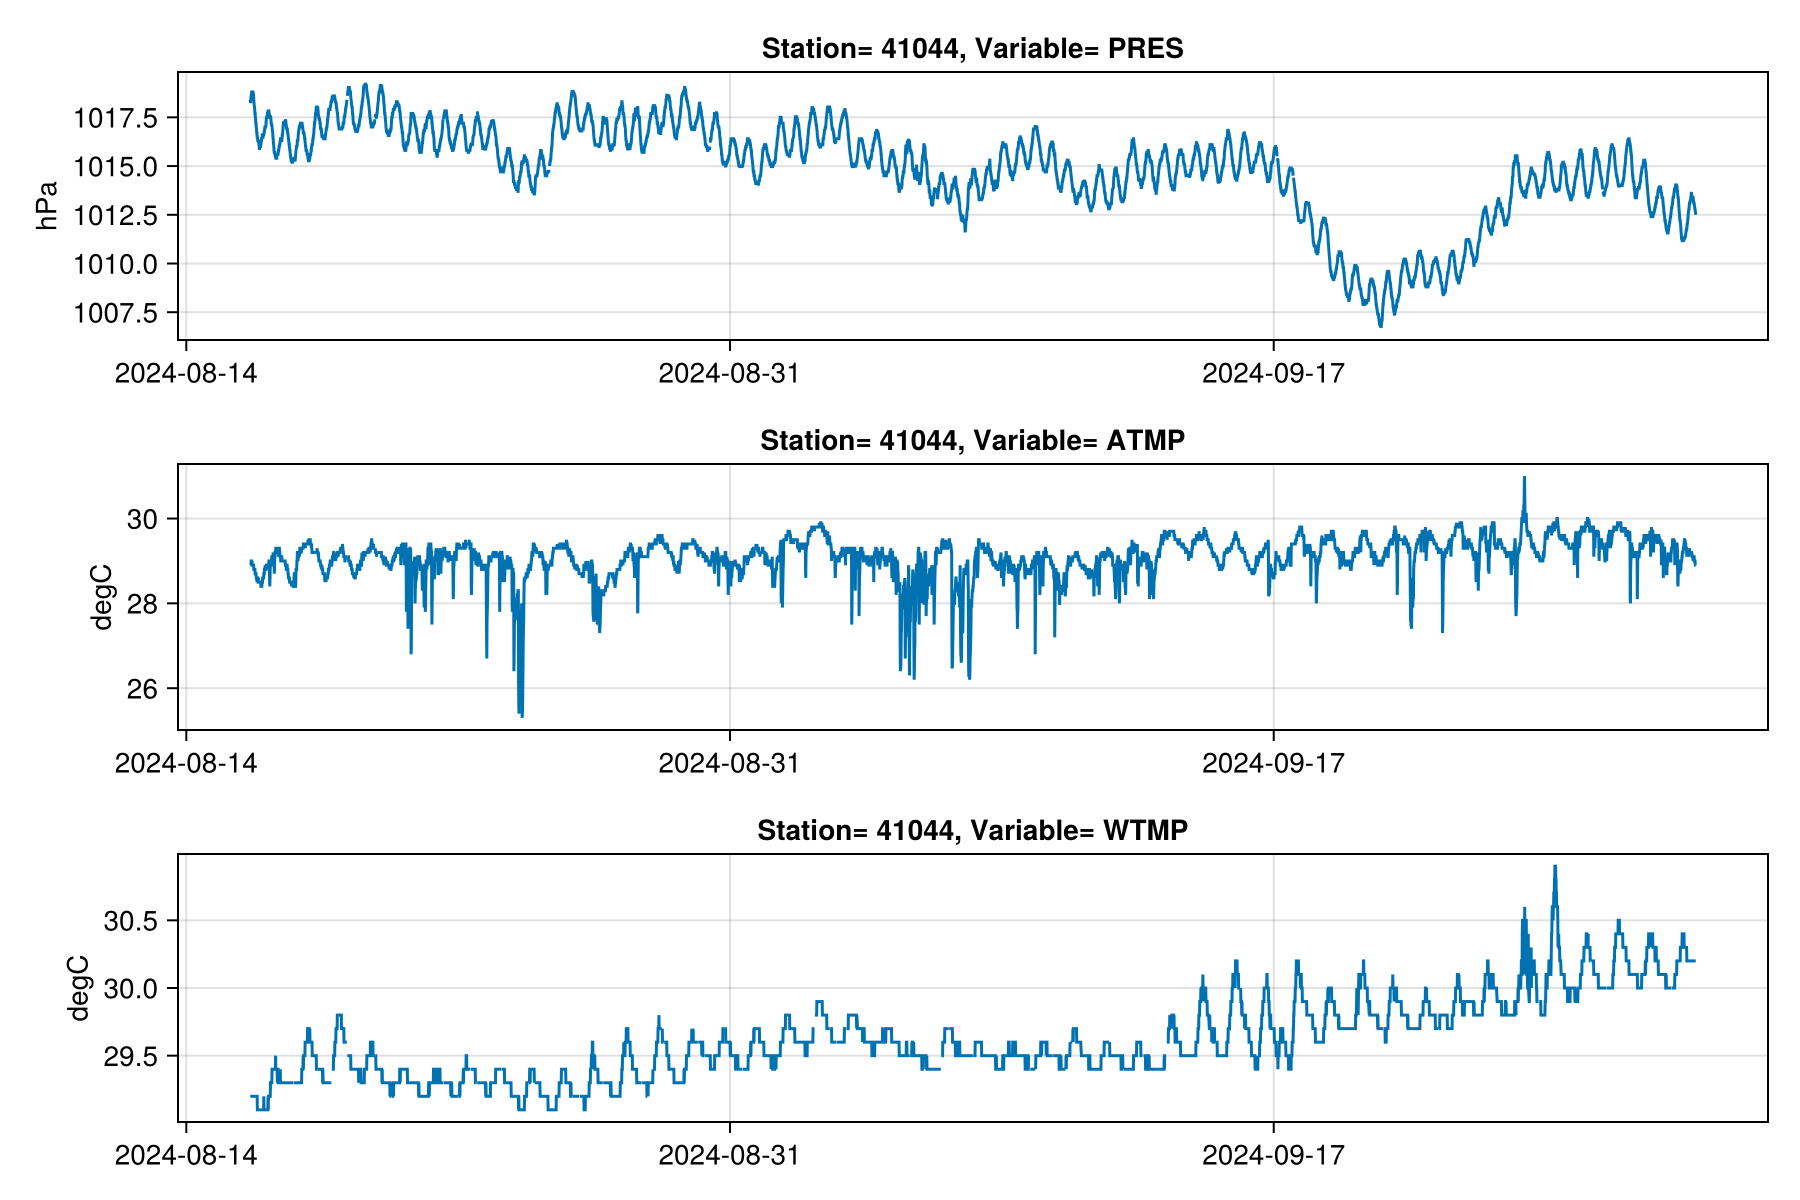 Station= 41044, Variable= PRES
hPa
1017.5
1015.0
1012.5
1010.0
1007.5
2024-08-14 2024-08-31 2024-09-17
Station= 41044, Variable= ATMP
degC
30
28
26
2024-08-14 2024-08-31 2024-09-17
Station= 41044, Variable= WTMP
degC
30.5
30.0
29.5
2024-08-14 2024-08-31 2024-09-17